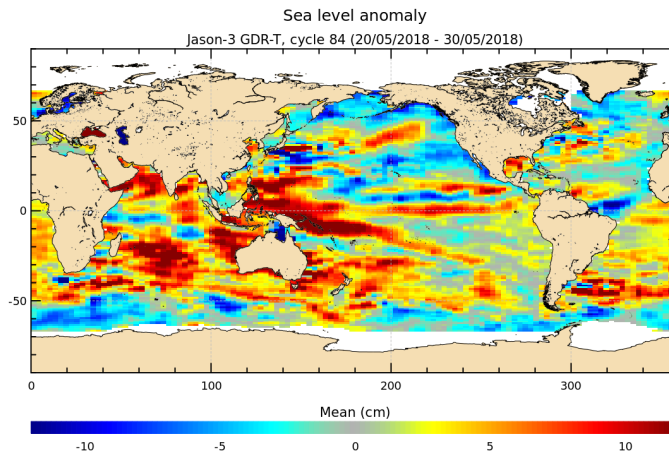 Sea level anomaly
Jason-3 GDR-T, cycle 84 (20/05/2018 - 30/05/2018)
50
0
-50
0 100 200 300
Mean (cm)
-10 -5 0 5 10